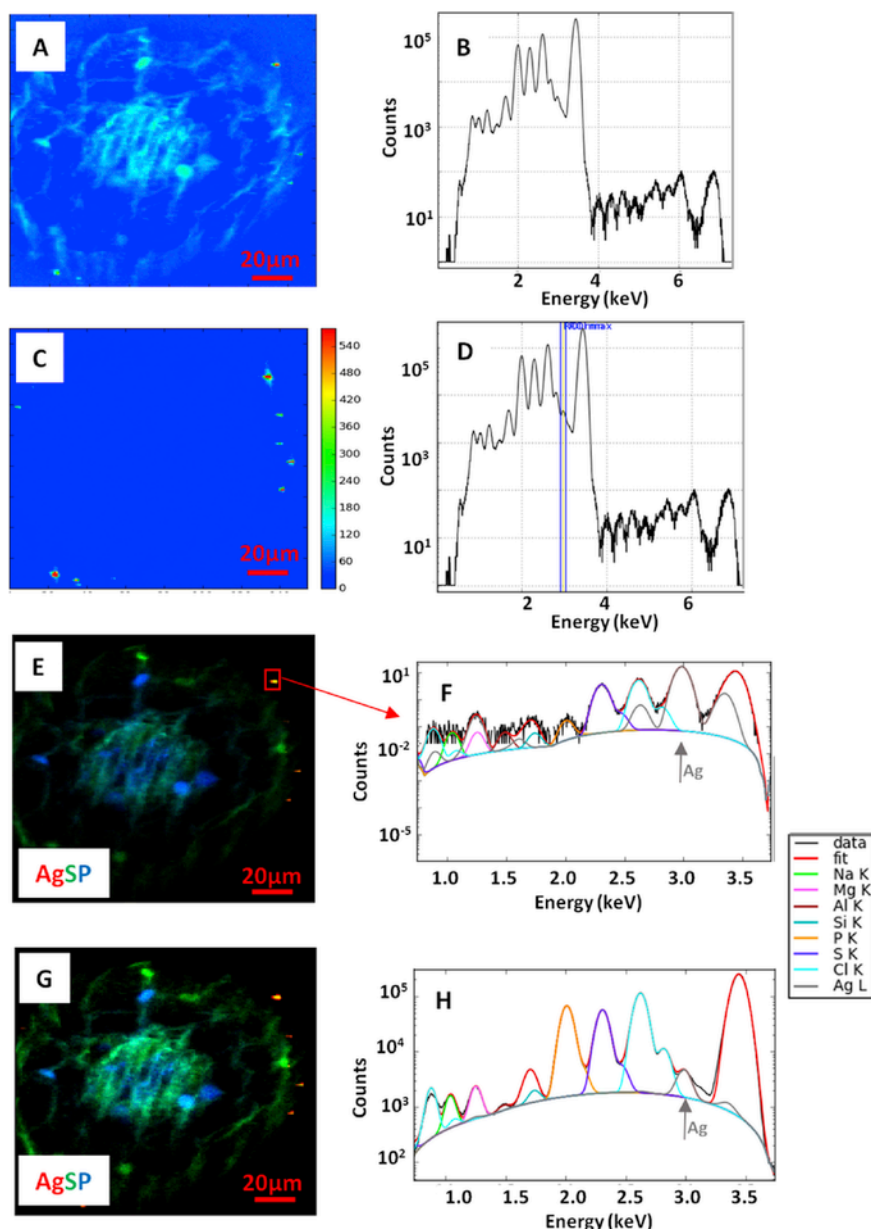 A
20μm
B
Counts
10⁵
10³
10¹
2
4
6
Energy (keV)
C
20μm
540
480
420
360
300
240
180
120
60
0
D
Counts
10⁵
10³
10¹
2
4
6
Energy (keV)
E
AgSP
20μm
F
Counts
10¹
10⁻²
10⁻⁵
Ag
1.0
1.5
2.0
2.5
3.0
3.5
Energy (keV)
data
fit
Na K
Mg K
Al K
Si K
P K
S K
Cl K
Ag L
G
AgSP
20μm
H
Counts
10⁵
10⁴
10³
10²
Ag
1.0
1.5
2.0
2.5
3.0
3.5
Energy (keV)